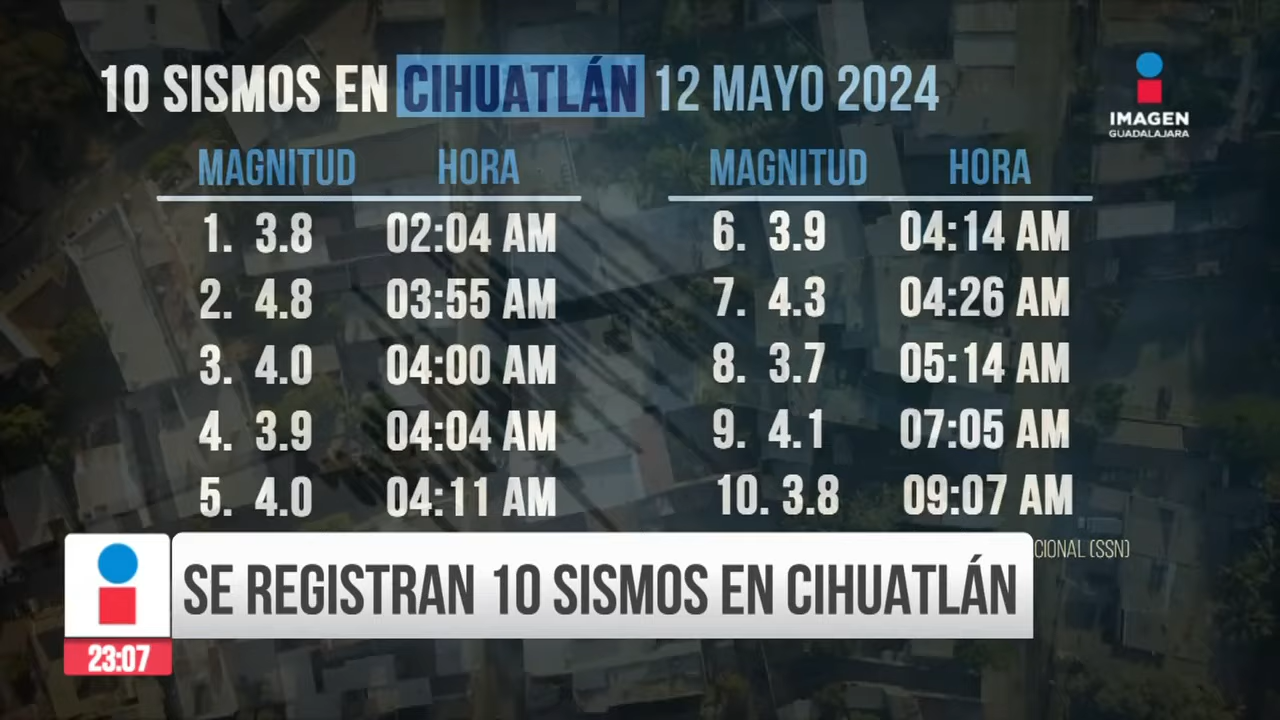 10 SISMOS EN CIHUATLÁN 12 MAYO 2024
IMAGEN
GUADALAJARA
MAGNITUD HORA
1. 3.8 02:04 AM
2. 4.8 03:55 AM
3. 4.0 04:00 AM
4. 3.9 04:04 AM
5. 4.0 04:11 AM
MAGNITUD HORA
6. 3.9 04:14 AM
7. 4.3 04:26 AM
8. 3.7 05:14 AM
9. 4.1 07:05 AM
10. 3.8 09:07 AM
(SSN)
SE REGISTRAN 10 SISMOS EN CIHUATLÁN
23:07